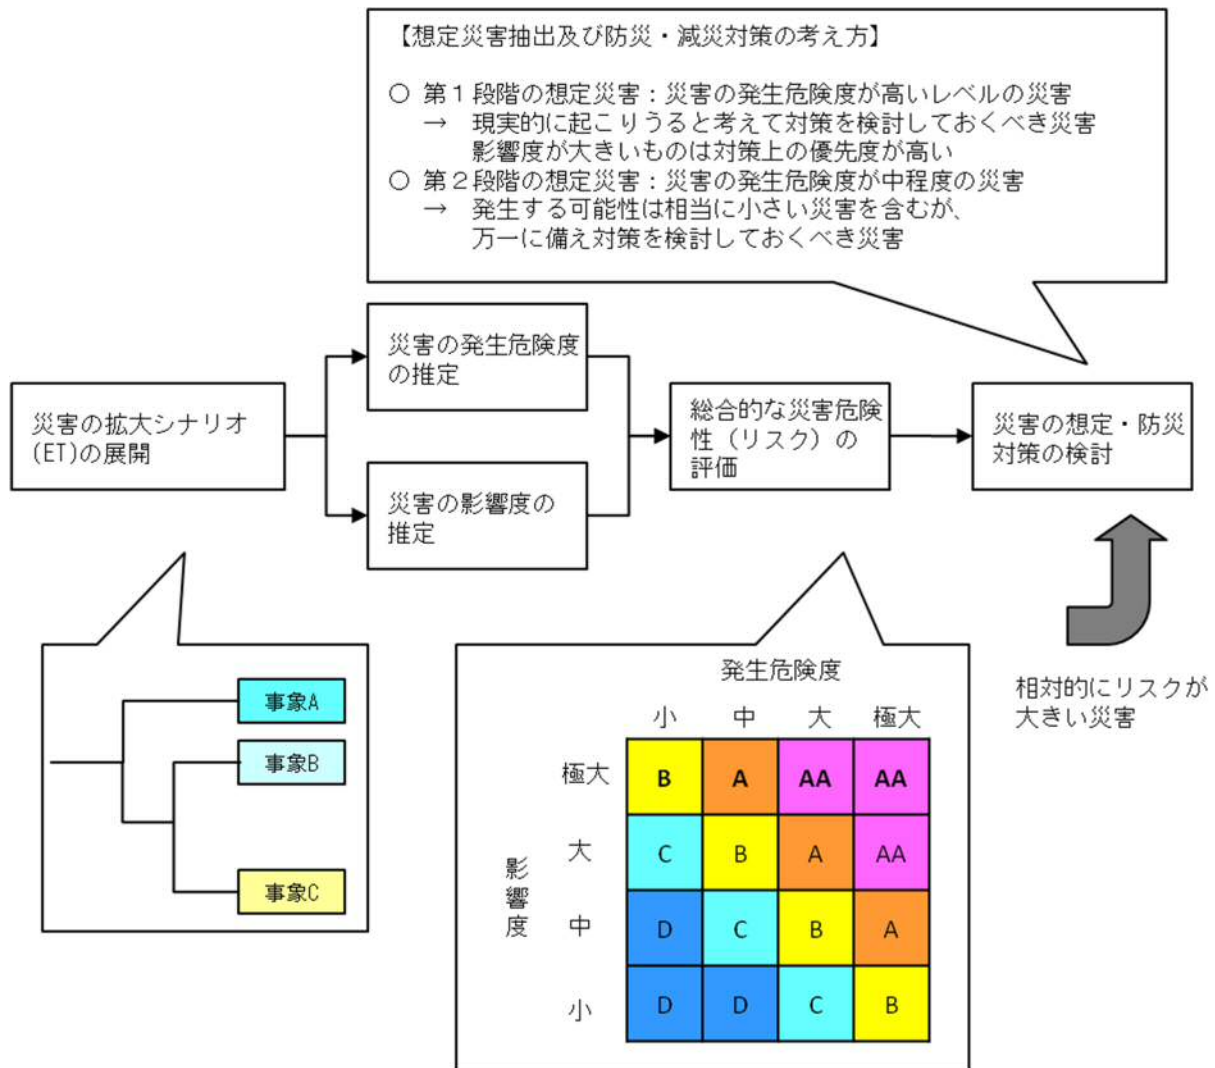 【想定災害抽出及び防災・減災対策の考え方】
○ 第1段階の想定災害：災害の発生危険度が高いレベルの災害
→ 現実的に起こりうると考えて対策を検討しておくべき災害
影響度が大きいものは対策上の優先度が高い
○ 第2段階の想定災害：災害の発生危険度が中程度の災害
→ 発生する可能性は相当に小さい災害を含むが、
万一に備え対策を検討しておくべき災害
災害の拡大シナリオ
(ET)の展開
災害の発生危険度
の推定
災害の影響度の
推定
総合的な災害危険
性（リスク）の
評価
災害の想定・防災
対策の検討
相対的にリスクが
大きい災害
事象A
事象B
事象C
発生危険度
小 中 大 極大
影響度
極大 B A AA AA
大 C B A AA
中 D C B A
小 D D C B